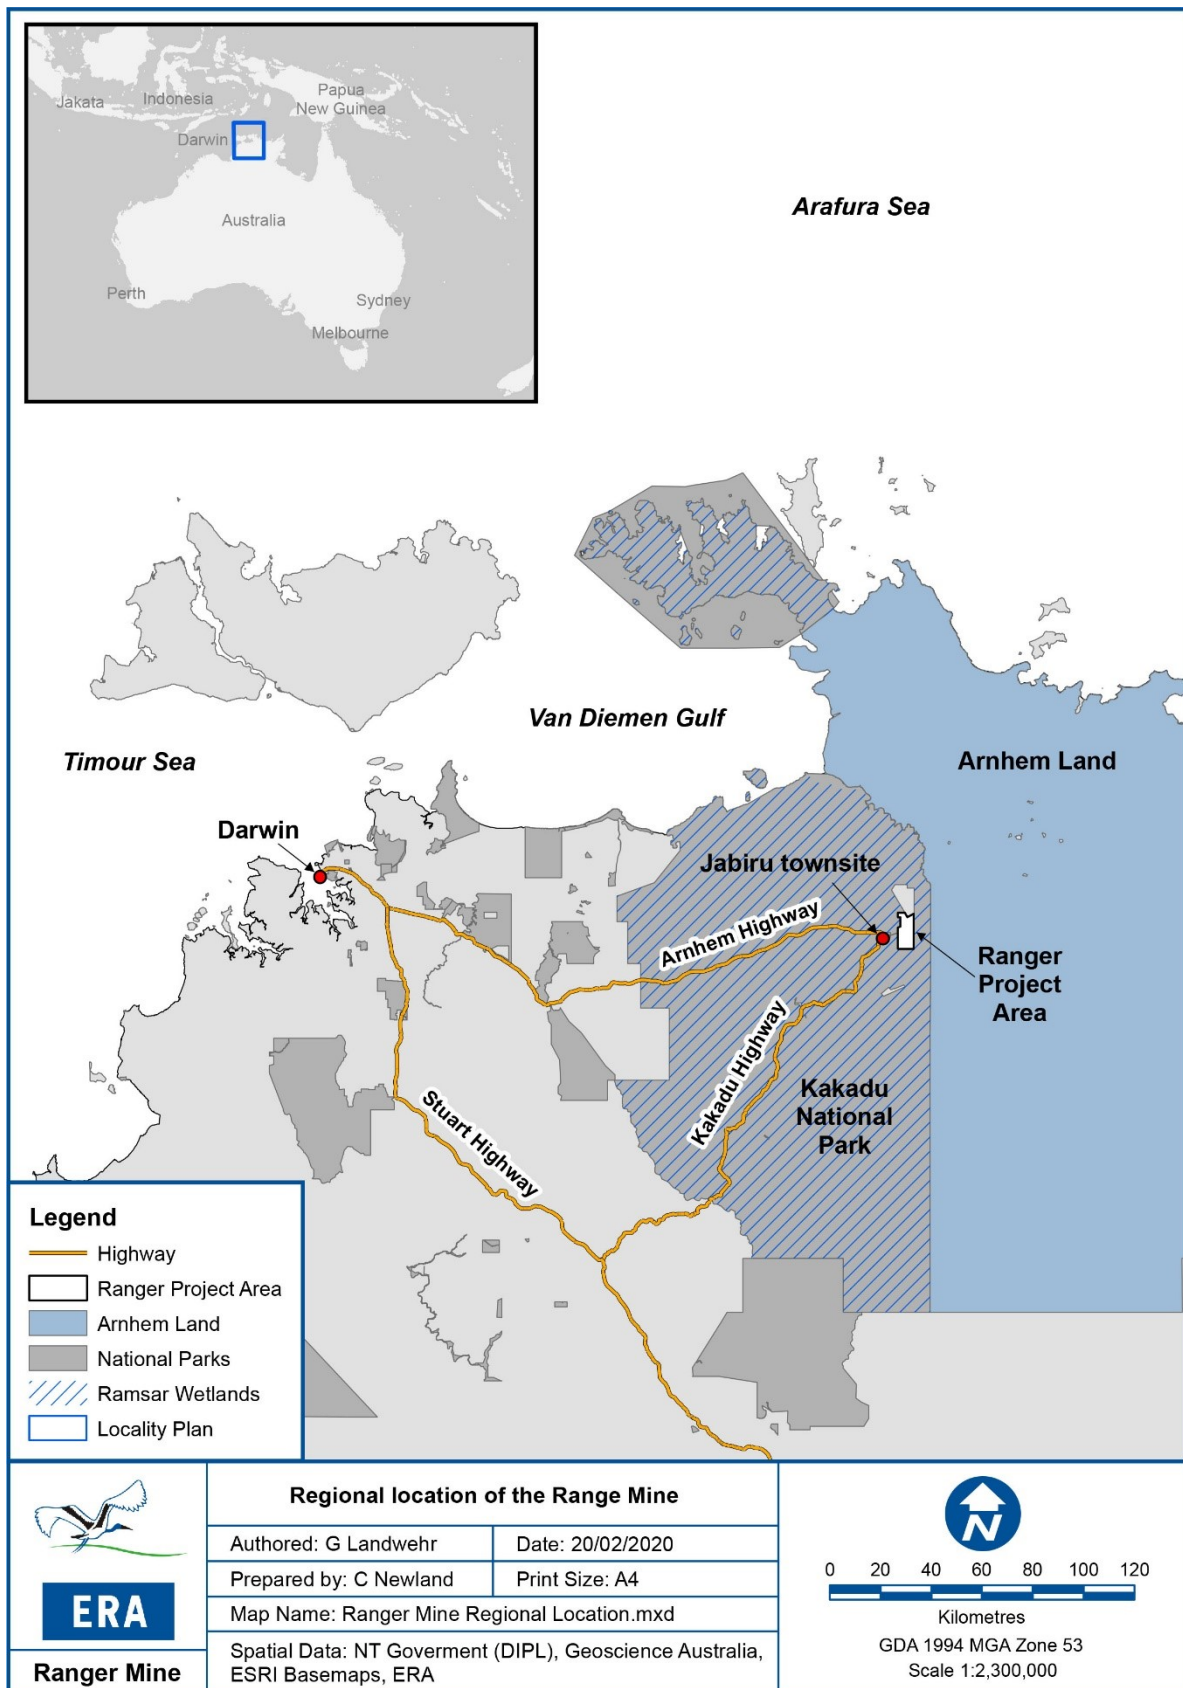 Jakata
Indonesia
Papua
New Guinea
Darwin
Australia
Perth
Sydney
Melbourne
Arafura Sea
Van Diemen Gulf
Timour Sea
Arnhem Land
Darwin
Jabiru townsite
Arnhem Highway
Ranger
Project
Area
Kakadu Highway
Kakadu
National
Park
Stuart Highway
Legend
Highway
Ranger Project Area
Arnhem Land
National Parks
Ramsar Wetlands
Locality Plan
ERA
Ranger Mine
Regional location of the Range Mine
Authored: G Landwehr
Date: 20/02/2020
Prepared by: C Newland
Print Size: A4
Map Name: Ranger Mine Regional Location.mxd
Spatial Data: NT Goverment (DIPL), Geoscience Australia,
ESRI Basemaps, ERA
N
0 20 40 60 80 100 120
Kilometres
GDA 1994 MGA Zone 53
Scale 1:2,300,000